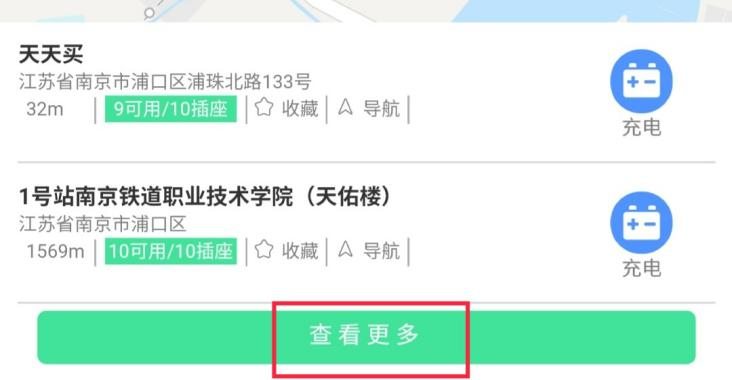 天天买
江苏省南京市浦口区浦珠北路133号
32m 9可用/10插座 收藏 导航
充电
1号站南京铁道职业技术学院（天佑楼）
江苏省南京市浦口区
1569m 10可用/10插座 收藏 导航
充电
查看更多